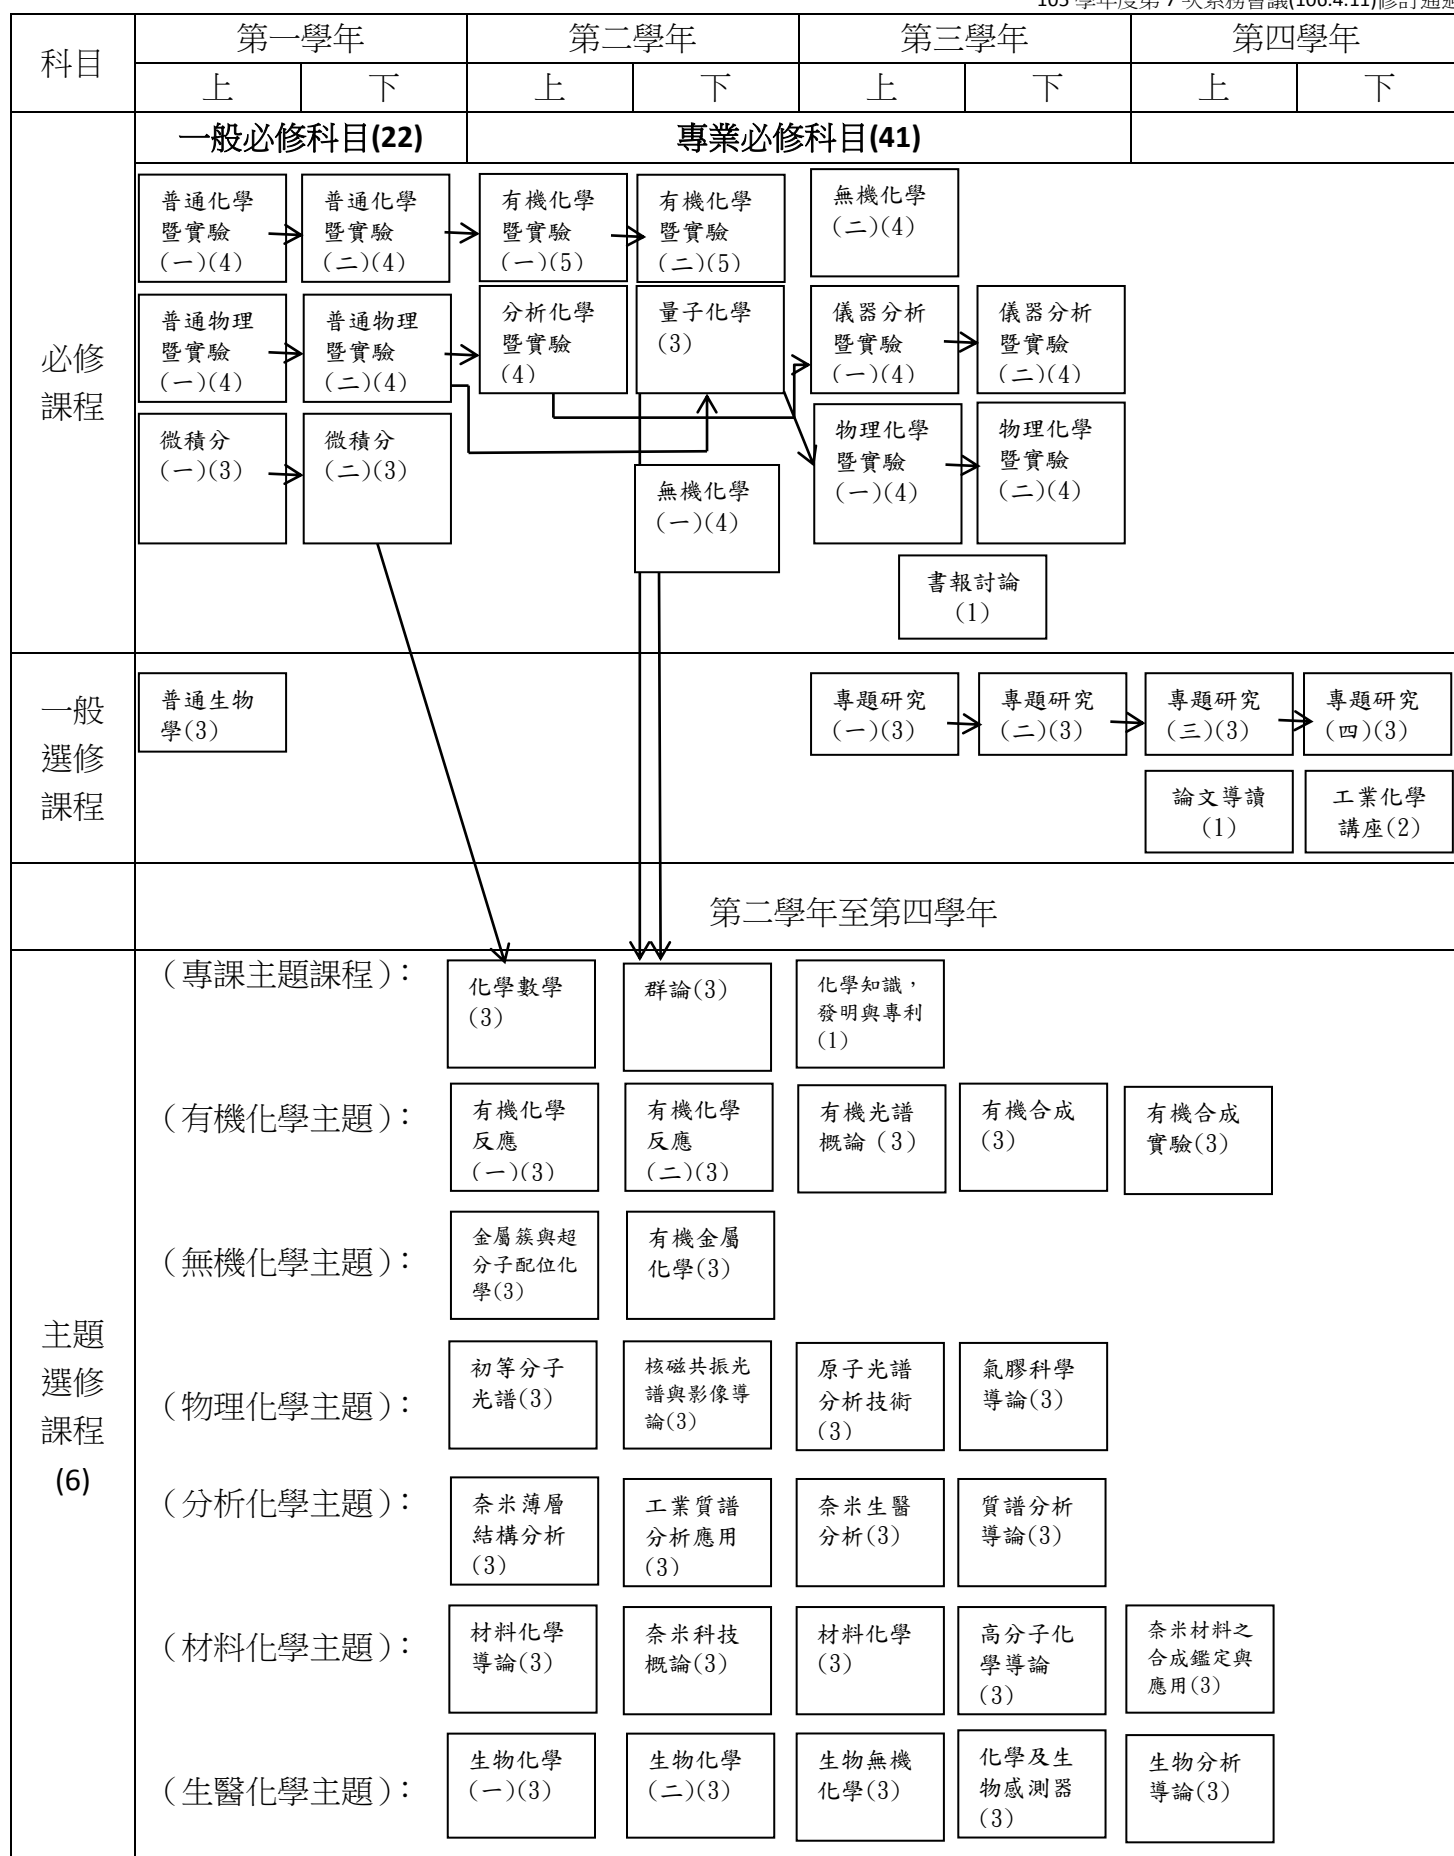 105 學年度第 7 次系務會議(106.4.11)修訂通過
科目
第一學年
第二學年
第三學年
第四學年
上
下
上
下
上
下
上
下
一般必修科目(22)
專業必修科目(41)
必修
課程
普通化學
暨實驗
(一)(4)
普通化學
暨實驗
(二)(4)
有機化學
暨實驗
(一)(5)
有機化學
暨實驗
(二)(5)
無機化學
(二)(4)
普通物理
暨實驗
(一)(4)
普通物理
暨實驗
(二)(4)
分析化學
暨實驗
(4)
量子化學
(3)
儀器分析
暨實驗
(一)(4)
儀器分析
暨實驗
(二)(4)
微積分
(一)(3)
微積分
(二)(3)
無機化學
(一)(4)
物理化學
暨實驗
(一)(4)
物理化學
暨實驗
(二)(4)
書報討論
(1)
一般
選修
課程
普通生物
學(3)
專題研究
(一)(3)
專題研究
(二)(3)
專題研究
(三)(3)
專題研究
(四)(3)
論文導讀
(1)
工業化學
講座(2)
第二學年至第四學年
主題
選修
課程
(6)
（專課主題課程）：
化學數學
(3)
群論(3)
化學知識，
發明與專利
(1)
（有機化學主題）：
有機化學
反應
(一)(3)
有機化學
反應
(二)(3)
有機光譜
概論（3)
有機合成
(3)
有機合成
實驗(3)
（無機化學主題）：
金屬簇與超
分子配位化
學(3)
有機金屬
化學(3)
（物理化學主題）：
初等分子
光譜(3)
核磁共振光
譜與影像導
論(3)
原子光譜
分析技術
(3)
氣膠科學
導論(3)
（分析化學主題）：
奈米薄層
結構分析
(3)
工業質譜
分析應用
(3)
奈米生醫
分析(3)
質譜分析
導論(3)
（材料化學主題）：
材料化學
導論(3)
奈米科技
概論(3)
材料化學
(3)
高分子化
學導論
(3)
奈米材料之
合成鑑定與
應用(3)
（生醫化學主題）：
生物化學
(一)(3)
生物化學
(二)(3)
生物無機
化學(3)
化學及生
物感測器
(3)
生物分析
導論(3)